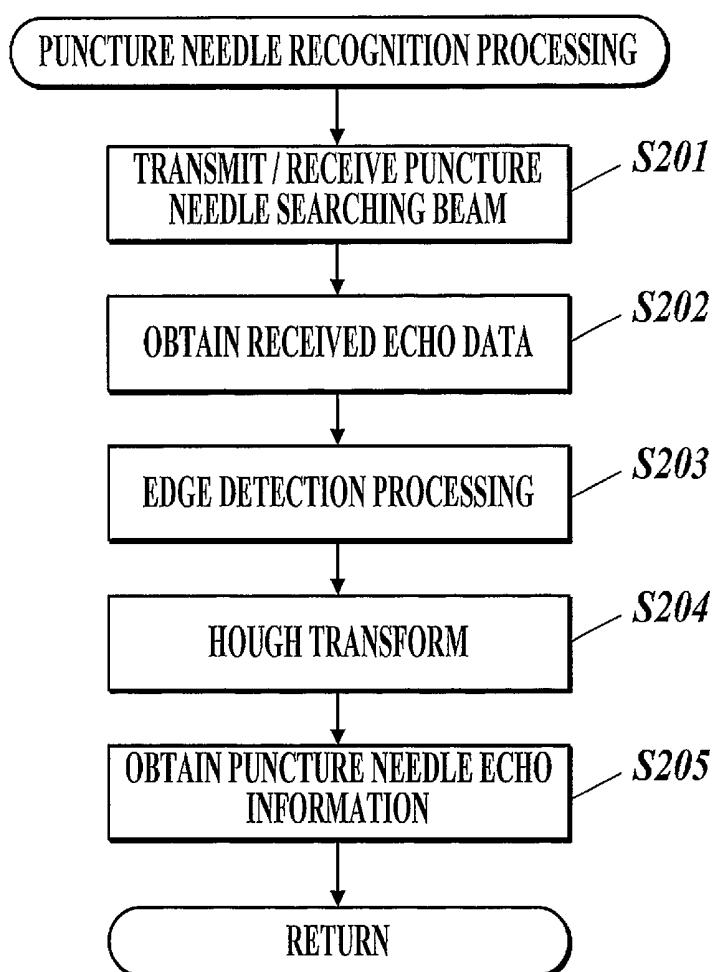 PUNCTURE NEEDLE RECOGNITION PROCESSING
TRANSMIT / RECEIVE PUNCTURE
NEEDLE SEARCHING BEAM
S201
OBTAIN RECEIVED ECHO DATA
S202
EDGE DETECTION PROCESSING
S203
HOUGH TRANSFORM
S204
OBTAIN PUNCTURE NEEDLE ECHO
INFORMATION
S205
RETURN